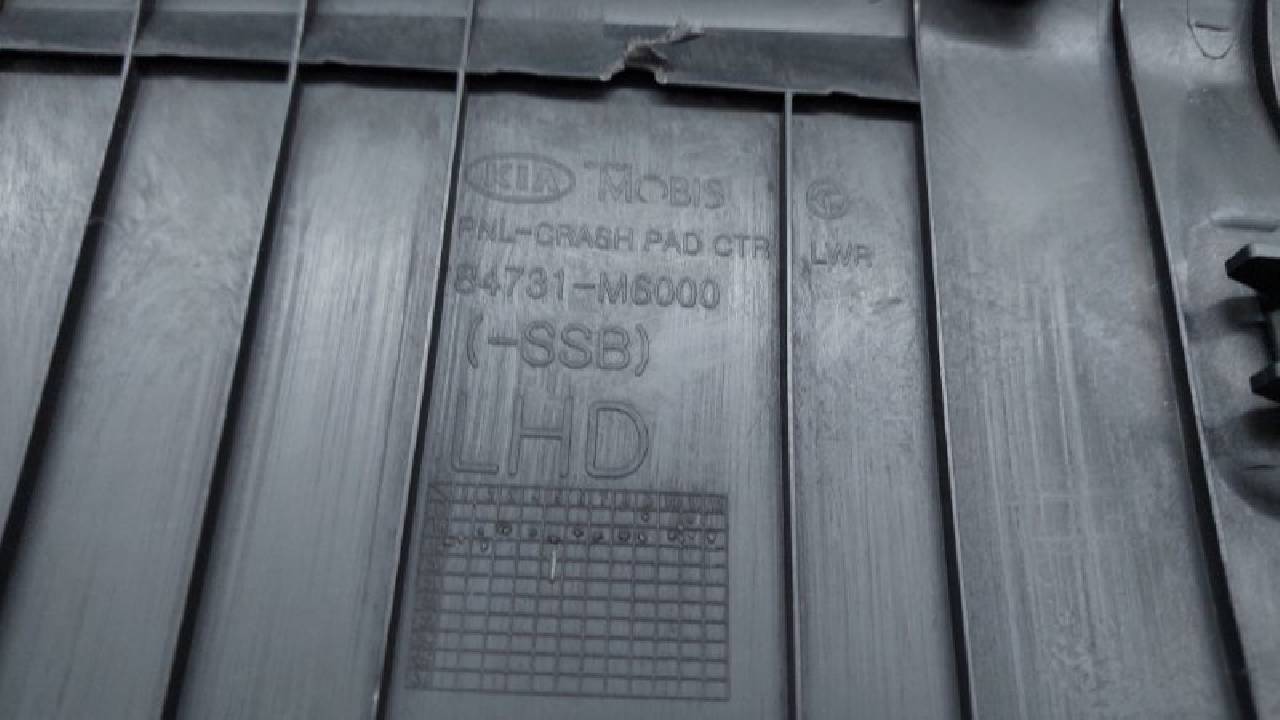 KIA MOBIS
PNL-CRASH PAD CTR LWR
84731-M6000
(-SSB)
LHD